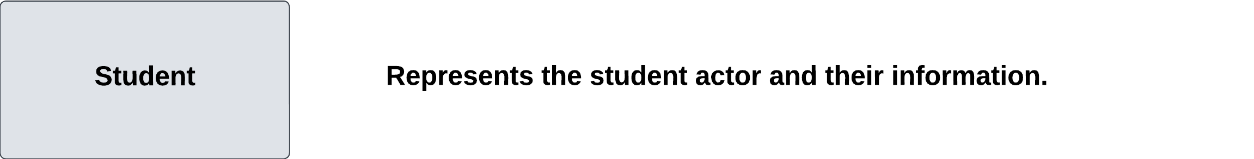 Student
Represents the student actor and their information.